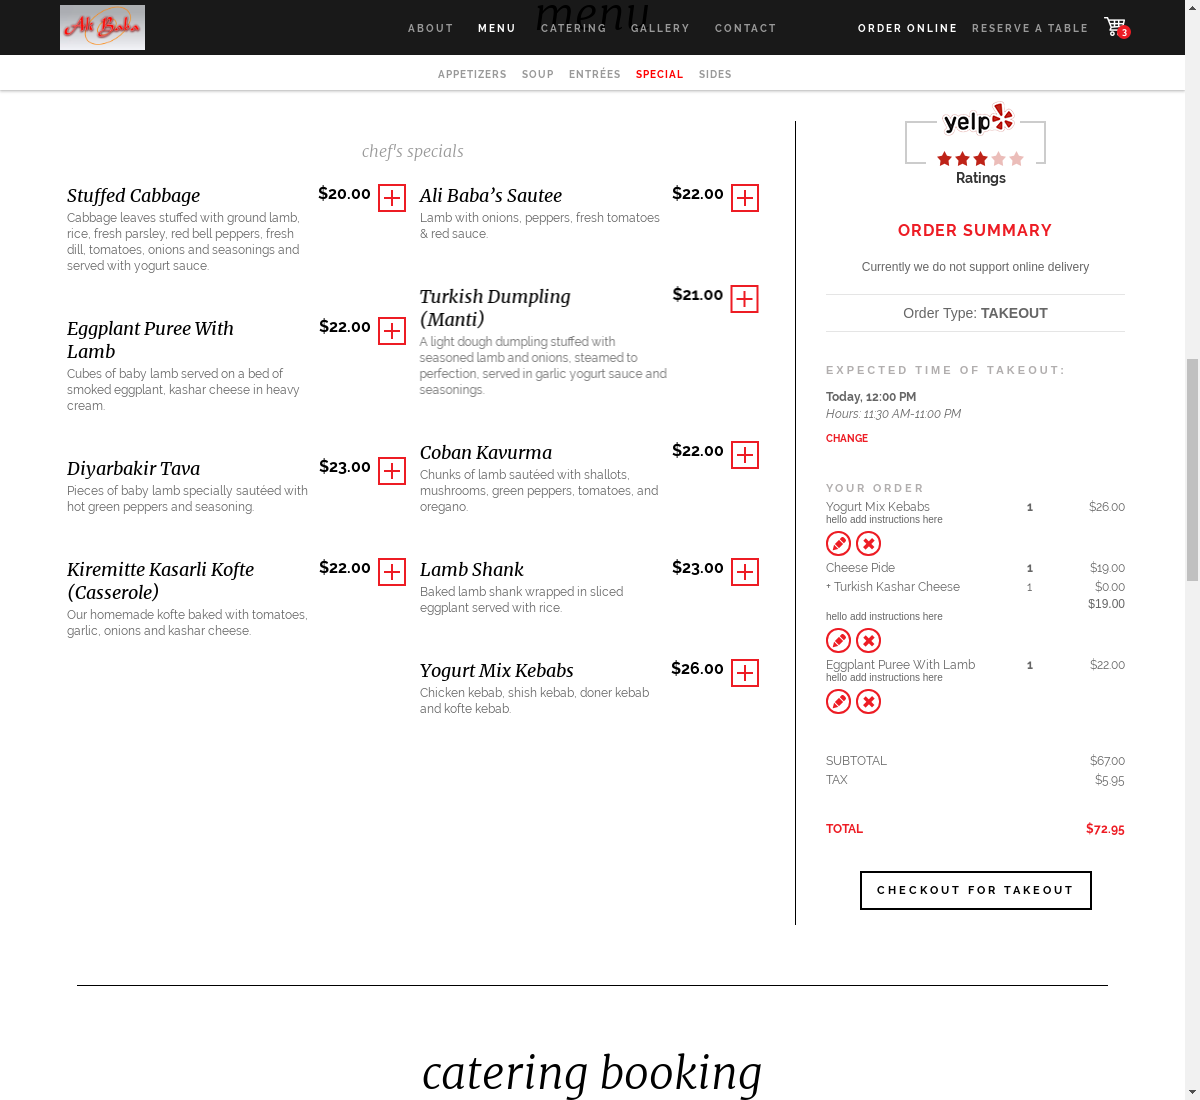 menu
Ali Baba
ABOUT
MENU
CATERING
GALLERY
CONTACT
ORDER ONLINE
RESERVE A TABLE
3
APPETIZERS
SOUP
ENTRÉES
SPECIAL
SIDES
chef's specials
Stuffed Cabbage
$20.00
Cabbage leaves stuffed with ground lamb,
rice, fresh parsley, red bell peppers, fresh
dill, tomatoes, onions and seasonings and
served with yogurt sauce.
Eggplant Puree With
Lamb
$22.00
Cubes of baby lamb served on a bed of
smoked eggplant, kashar cheese in heavy
cream.
Diyarbakir Tava
$23.00
Pieces of baby lamb specially sautéed with
hot green peppers and seasoning.
Kiremitte Kasarli Kofte
(Casserole)
$22.00
Our homemade kofte baked with tomatoes,
garlic, onions and kashar cheese.
Ali Baba’s Sautee
$22.00
Lamb with onions, peppers, fresh tomatoes
& red sauce.
Turkish Dumpling
(Manti)
$21.00
A light dough dumpling stuffed with
seasoned lamb and onions, steamed to
perfection, served in garlic yogurt sauce and
seasonings.
Coban Kavurma
$22.00
Chunks of lamb sautéed with shallots,
mushrooms, green peppers, tomatoes, and
oregano.
Lamb Shank
$23.00
Baked lamb shank wrapped in sliced
eggplant served with rice.
Yogurt Mix Kebabs
$26.00
Chicken kebab, shish kebab, doner kebab
and kofte kebab.
yelp
Ratings
ORDER SUMMARY
Currently we do not support online delivery
Order Type: TAKEOUT
EXPECTED TIME OF TAKEOUT:
Today, 12:00 PM
Hours: 11:30 AM-11:00 PM
CHANGE
YOUR ORDER
Yogurt Mix Kebabs 1 $26.00
hello add instructions here
Cheese Pide 1 $19.00
+ Turkish Kashar Cheese 1 $0.00
$19.00
hello add instructions here
Eggplant Puree With Lamb 1 $22.00
hello add instructions here
SUBTOTAL $67.00
TAX $5.95
TOTAL $72.95
CHECKOUT FOR TAKEOUT
catering booking